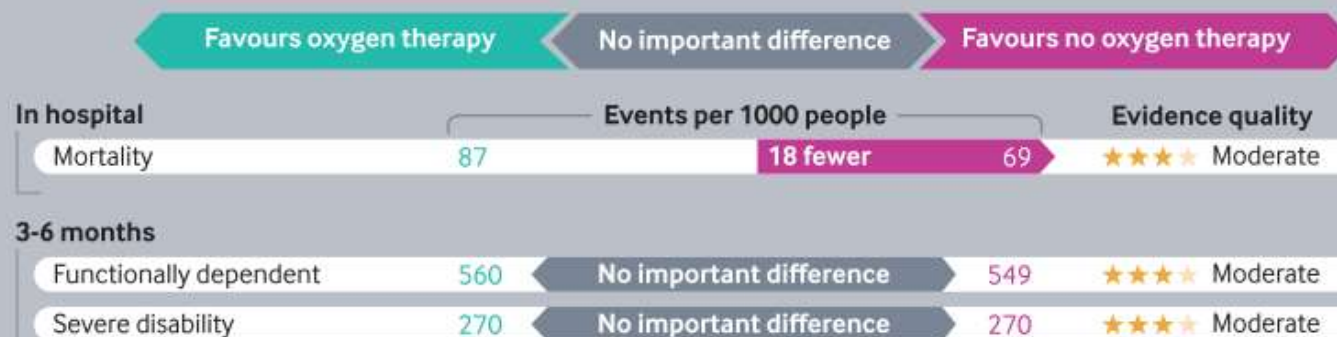 Favours oxygen therapy No important difference Favours no oxygen therapy
In hospital Events per 1000 people Evidence quality
Mortality 87 18 fewer 69 Moderate
3-6 months
Functionally dependent 560 No important difference 549 Moderate
Severe disability 270 No important difference 270 Moderate